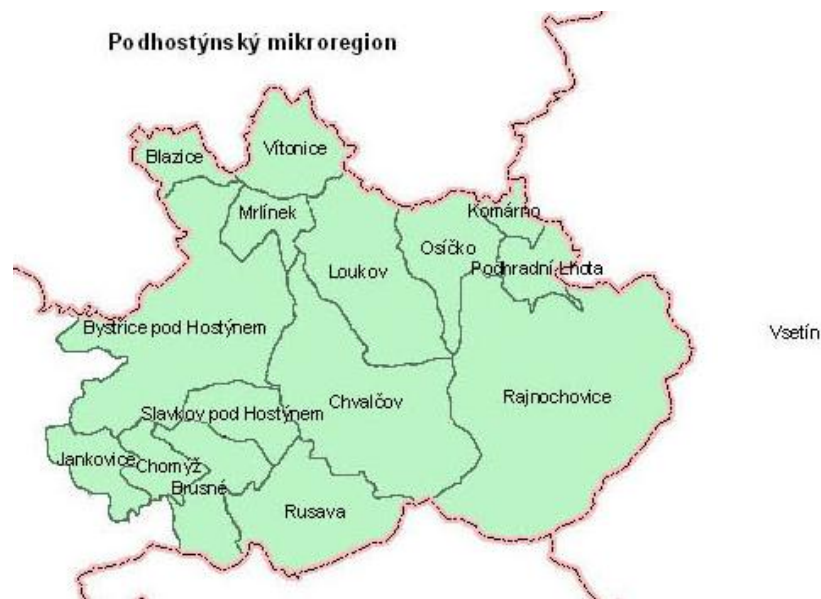 Podhostýnský mikroregion
Vítonice
Blazice
Mrlínek
Komárno
Osíčko
Loukov
Podhradní Lhota
Bystřice pod Hostýnem
Vsetín
Rajnochovice
Chvalčov
Slavkov pod Hostýnem
Jankovice
Chomýž
Brusné
Rusava